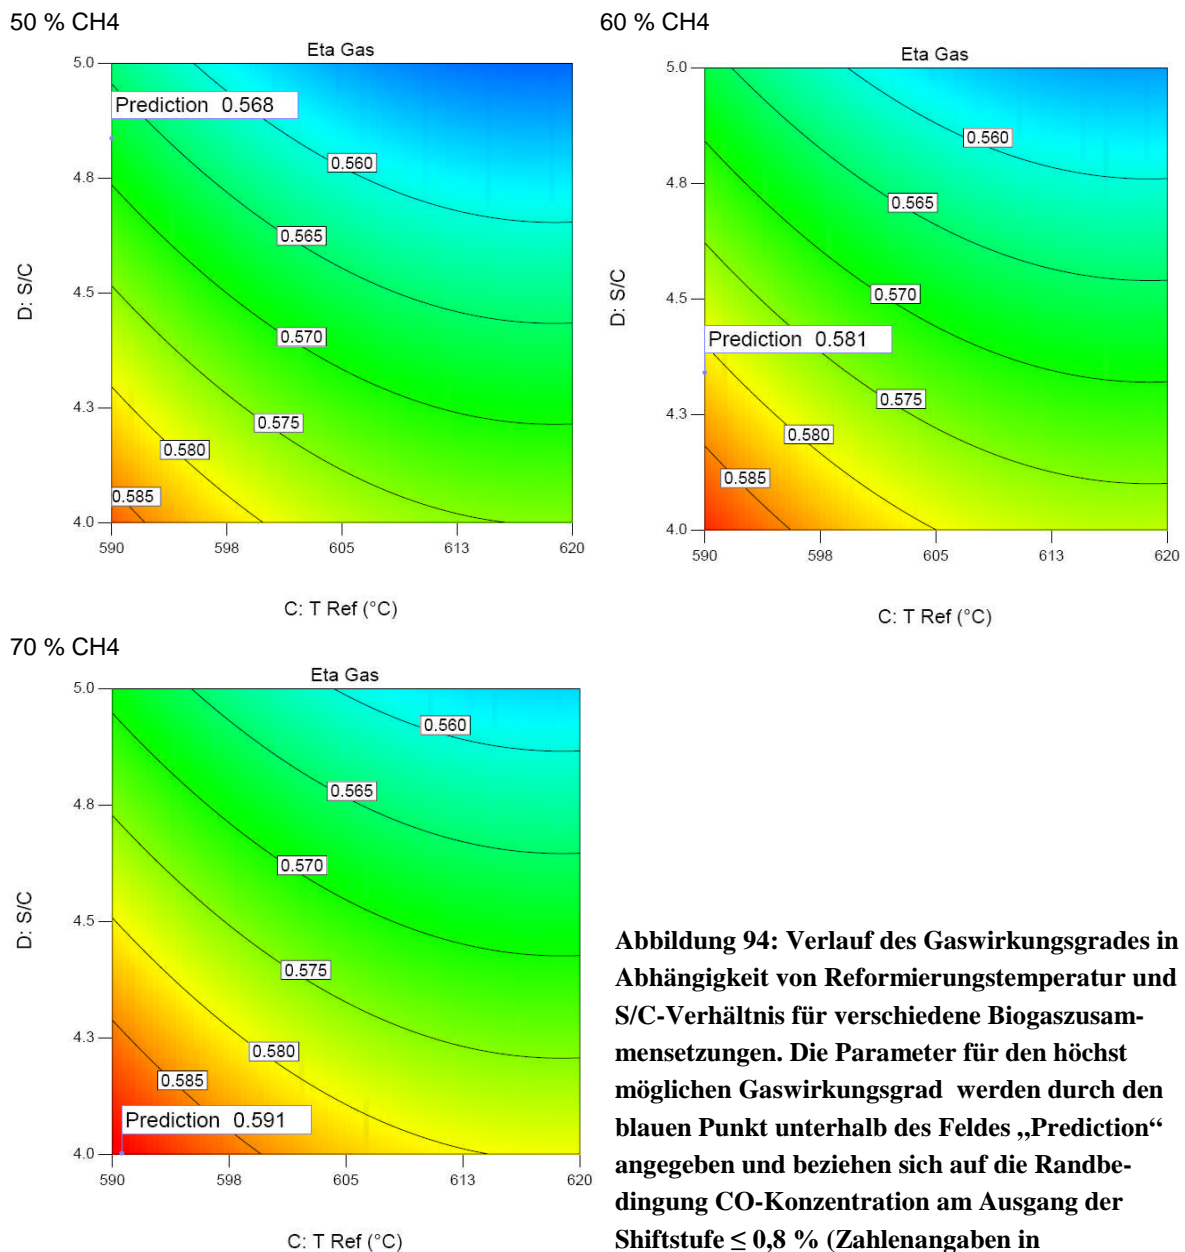 50 % CH4
Eta Gas
5.0
4.8
4.5
4.3
4.0
D: S/C
Prediction 0.568
0.560
0.565
0.570
0.575
0.580
0.585
590
598
605
613
620
C: T Ref (°C)
60 % CH4
Eta Gas
5.0
4.8
4.5
4.3
4.0
D: S/C
0.560
0.565
0.570
Prediction 0.581
0.575
0.580
0.585
590
598
605
613
620
C: T Ref (°C)
70 % CH4
Eta Gas
5.0
4.8
4.5
4.3
4.0
D: S/C
0.560
0.565
0.570
0.575
0.580
0.585
Prediction 0.591
590
598
605
613
620
C: T Ref (°C)
Abbildung 94: Verlauf des Gaswirkungsgrades in
Abhängigkeit von Reformierungstemperatur und
S/C-Verhältnis für verschiedene Biogaszusam-
mensetzungen. Die Parameter für den höchst
möglichen Gaswirkungsgrad werden durch den
blauen Punkt unterhalb des Feldes „Prediction“
angegeben und beziehen sich auf die Randbe-
dingung CO-Konzentration am Ausgang der
Shiftstufe ≤ 0,8 % (Zahlenangaben in